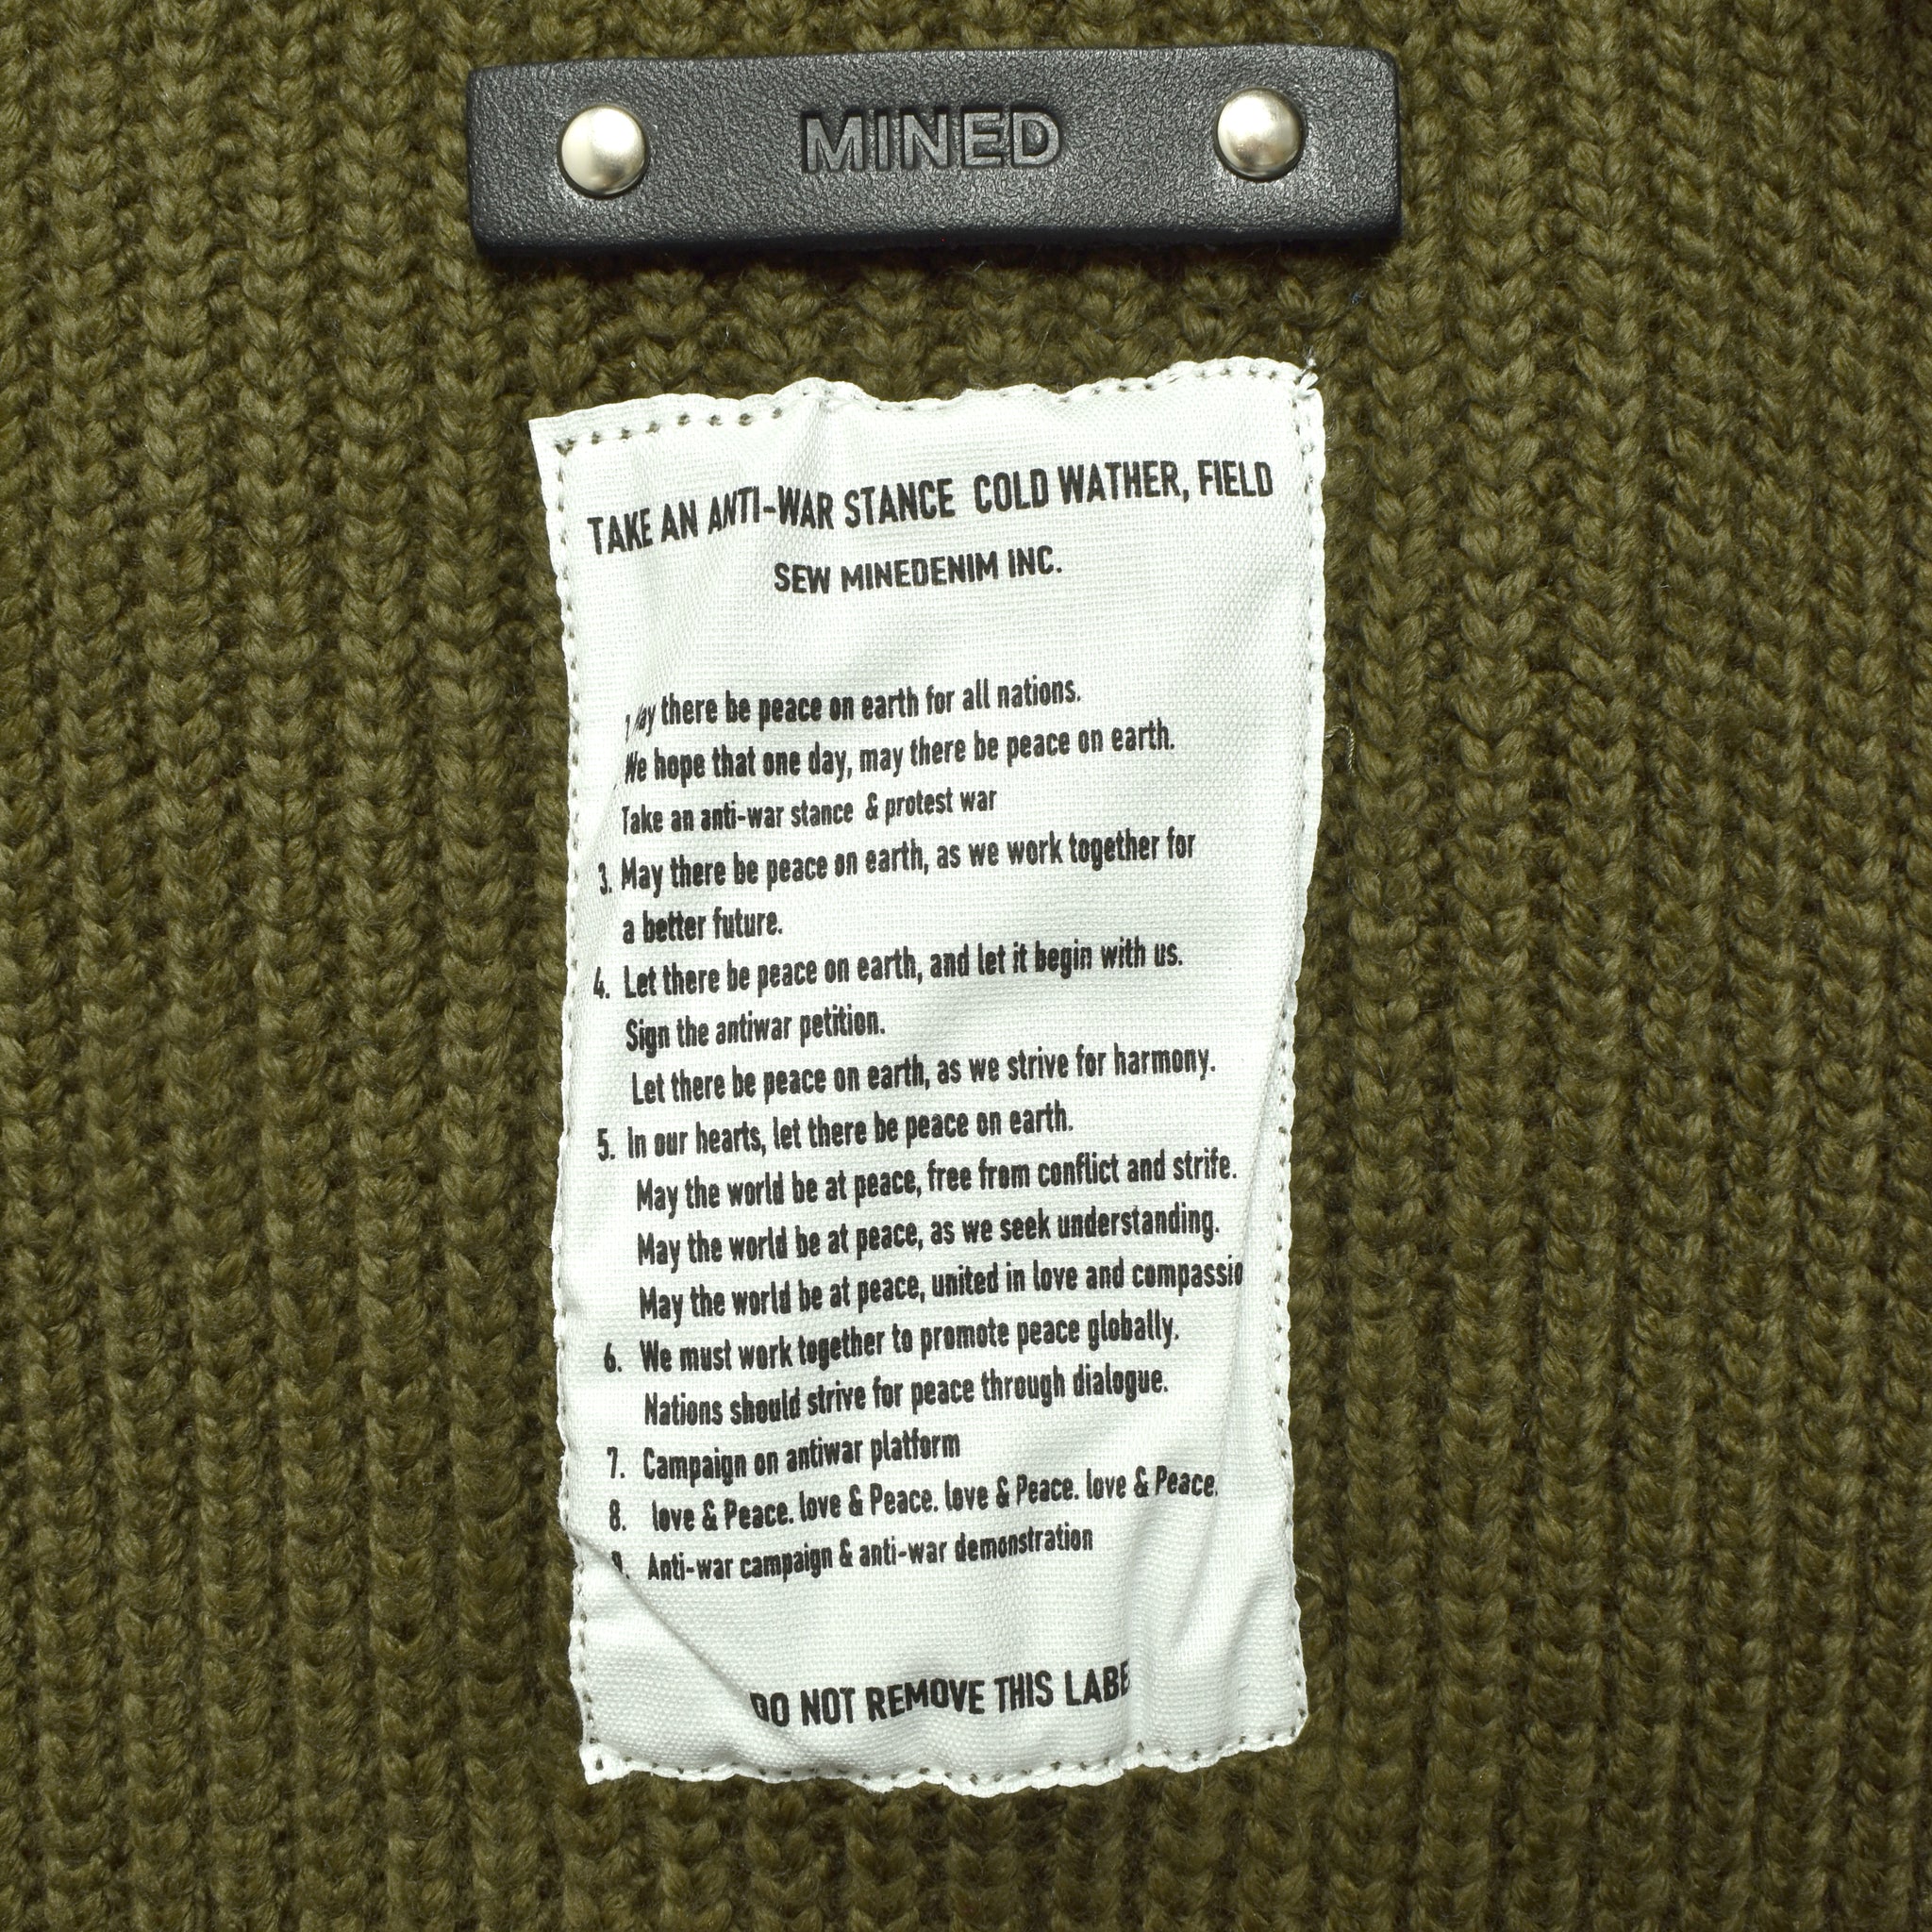 MINED
TAKE AN ANTI-WAR STANCE COLD WATHER, FIELD
SEW MINEDENIM INC.
there be peace on earth for all nations.
We hope that one day, may there be peace on earth.
Take an anti-war stance & protest war
3. May there be peace on earth, as we work together for
a better future.
4. Let there be peace on earth, and let it begin with us.
Sign the antiwar petition.
Let there be peace on earth, as we strive for harmony.
5. In our hearts, let there be peace on earth.
May the world be at peace, free from conflict and strife.
May the world be at peace, as we seek understanding.
May the world be at peace, united in love and compassio
6. We must work together to promote peace globally.
Nations should strive for peace through dialogue.
7. Campaign on antiwar platform
8. love & Peace. love & Peace. love & Peace. love & Peace.
9. Anti-war campaign & anti-war demonstration
DO NOT REMOVE THIS LABE